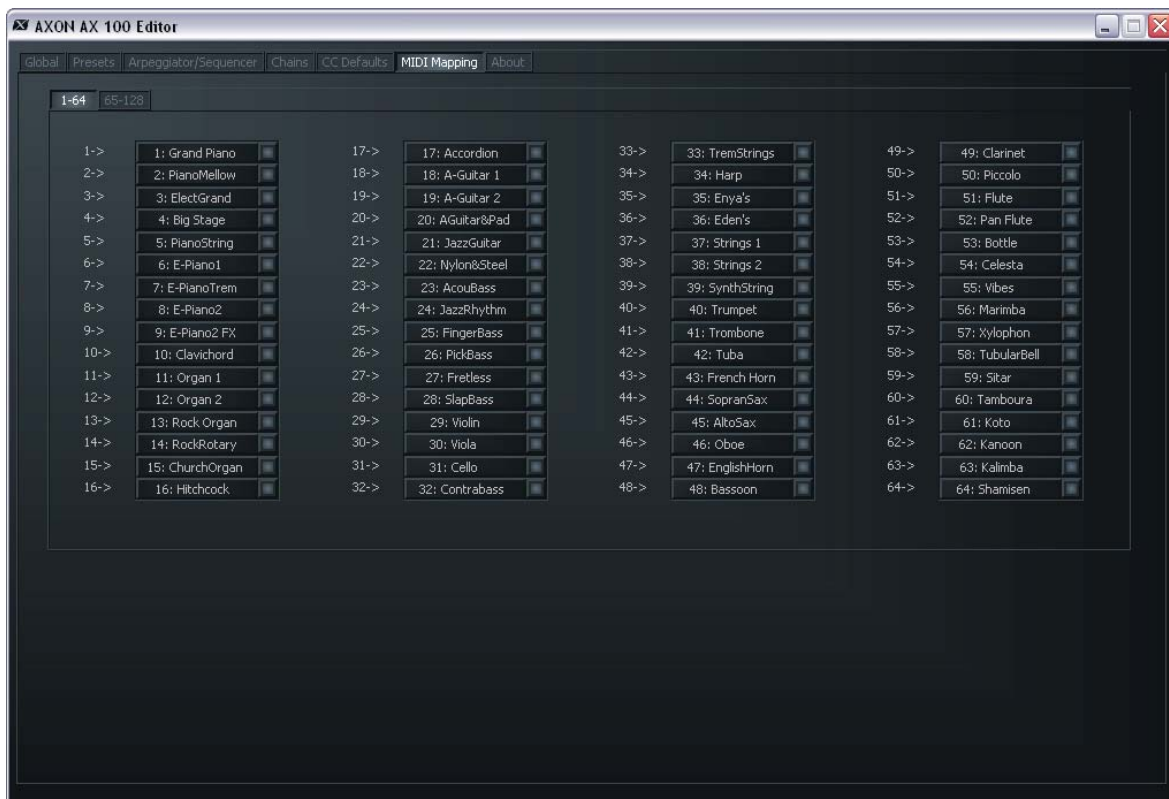 AXON AX 100 Editor
Global Presets Arpeggiator/Sequencer Chains CC Defaults MIDI Mapping About
1-64 65-128
1-> 1: Grand Piano 17-> 17: Accordion 33-> 33: TremStrings 49-> 49: Clarinet
2-> 2: PianoMellow 18-> 18: A-Guitar 1 34-> 34: Harp 50-> 50: Piccolo
3-> 3: ElectGrand 19-> 19: A-Guitar 2 35-> 35: Enya's 51-> 51: Flute
4-> 4: Big Stage 20-> 20: AGuitar&Pad 36-> 36: Eden's 52-> 52: Pan Flute
5-> 5: PianoString 21-> 21: JazzGuitar 37-> 37: Strings 1 53-> 53: Bottle
6-> 6: E-Piano1 22-> 22: Nylon&Steel 38-> 38: Strings 2 54-> 54: Celesta
7-> 7: E-PianoTrem 23-> 23: AcouBass 39-> 39: SynthString 55-> 55: Vibes
8-> 8: E-Piano2 24-> 24: JazzRhythm 40-> 40: Trumpet 56-> 56: Marimba
9-> 9: E-Piano2 FX 25-> 25: FingerBass 41-> 41: Trombone 57-> 57: Xylophon
10-> 10: Clavichord 26-> 26: PickBass 42-> 42: Tuba 58-> 58: TubularBell
11-> 11: Organ 1 27-> 27: Fretless 43-> 43: French Horn 59-> 59: Sitar
12-> 12: Organ 2 28-> 28: SlapBass 44-> 44: SopranSax 60-> 60: Tamboura
13-> 13: Rock Organ 29-> 29: Violin 45-> 45: AltoSax 61-> 61: Koto
14-> 14: RockRotary 30-> 30: Viola 46-> 46: Oboe 62-> 62: Kanoon
15-> 15: ChurchOrgan 31-> 31: Cello 47-> 47: EnglishHorn 63-> 63: Kalimba
16-> 16: Hitchcock 32-> 32: Contrabass 48-> 48: Bassoon 64-> 64: Shamisen